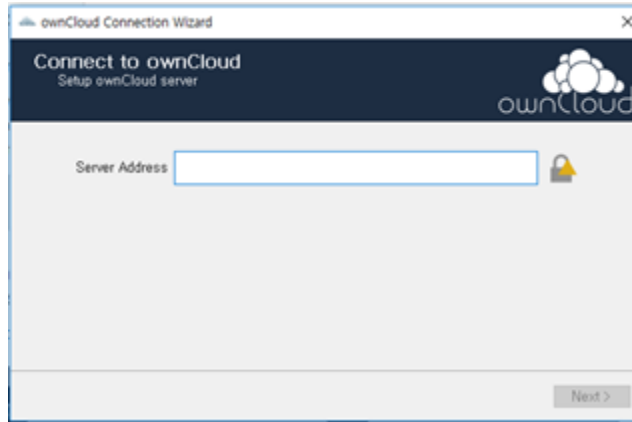 ownCloud Connection Wizard
Connect to ownCloud
Setup ownCloud server
ownCloud
Server Address
Next >